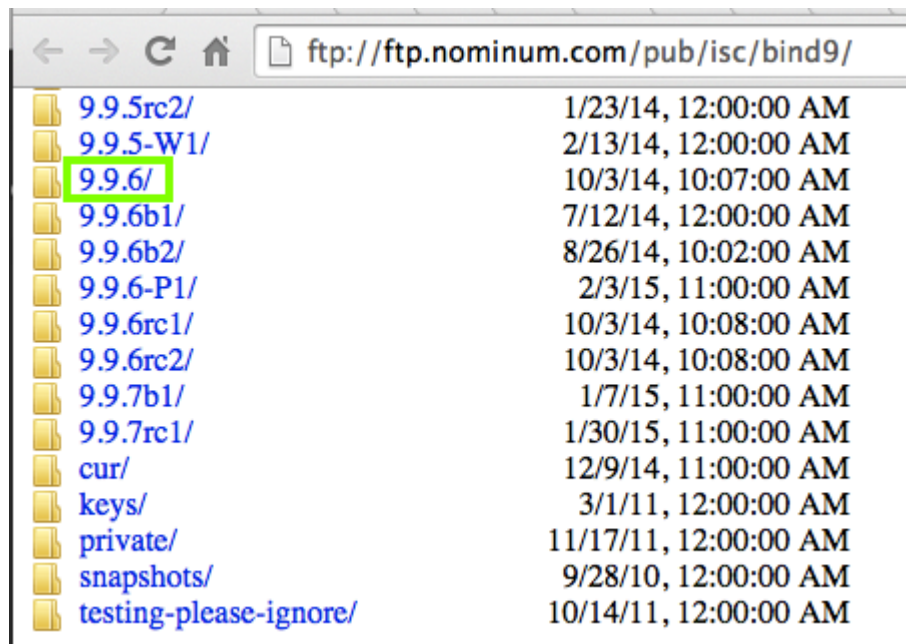 ftp://ftp.nominum.com/pub/isc/bind9/
9.9.5rc2/ 1/23/14, 12:00:00 AM
9.9.5-W1/ 2/13/14, 12:00:00 AM
9.9.6/ 10/3/14, 10:07:00 AM
9.9.6b1/ 7/12/14, 12:00:00 AM
9.9.6b2/ 8/26/14, 10:02:00 AM
9.9.6-P1/ 2/3/15, 11:00:00 AM
9.9.6rc1/ 10/3/14, 10:08:00 AM
9.9.6rc2/ 10/3/14, 10:08:00 AM
9.9.7b1/ 1/7/15, 11:00:00 AM
9.9.7rc1/ 1/30/15, 11:00:00 AM
cur/ 12/9/14, 11:00:00 AM
keys/ 3/1/11, 12:00:00 AM
private/ 11/17/11, 12:00:00 AM
snapshots/ 9/28/10, 12:00:00 AM
testing-please-ignore/ 10/14/11, 12:00:00 AM